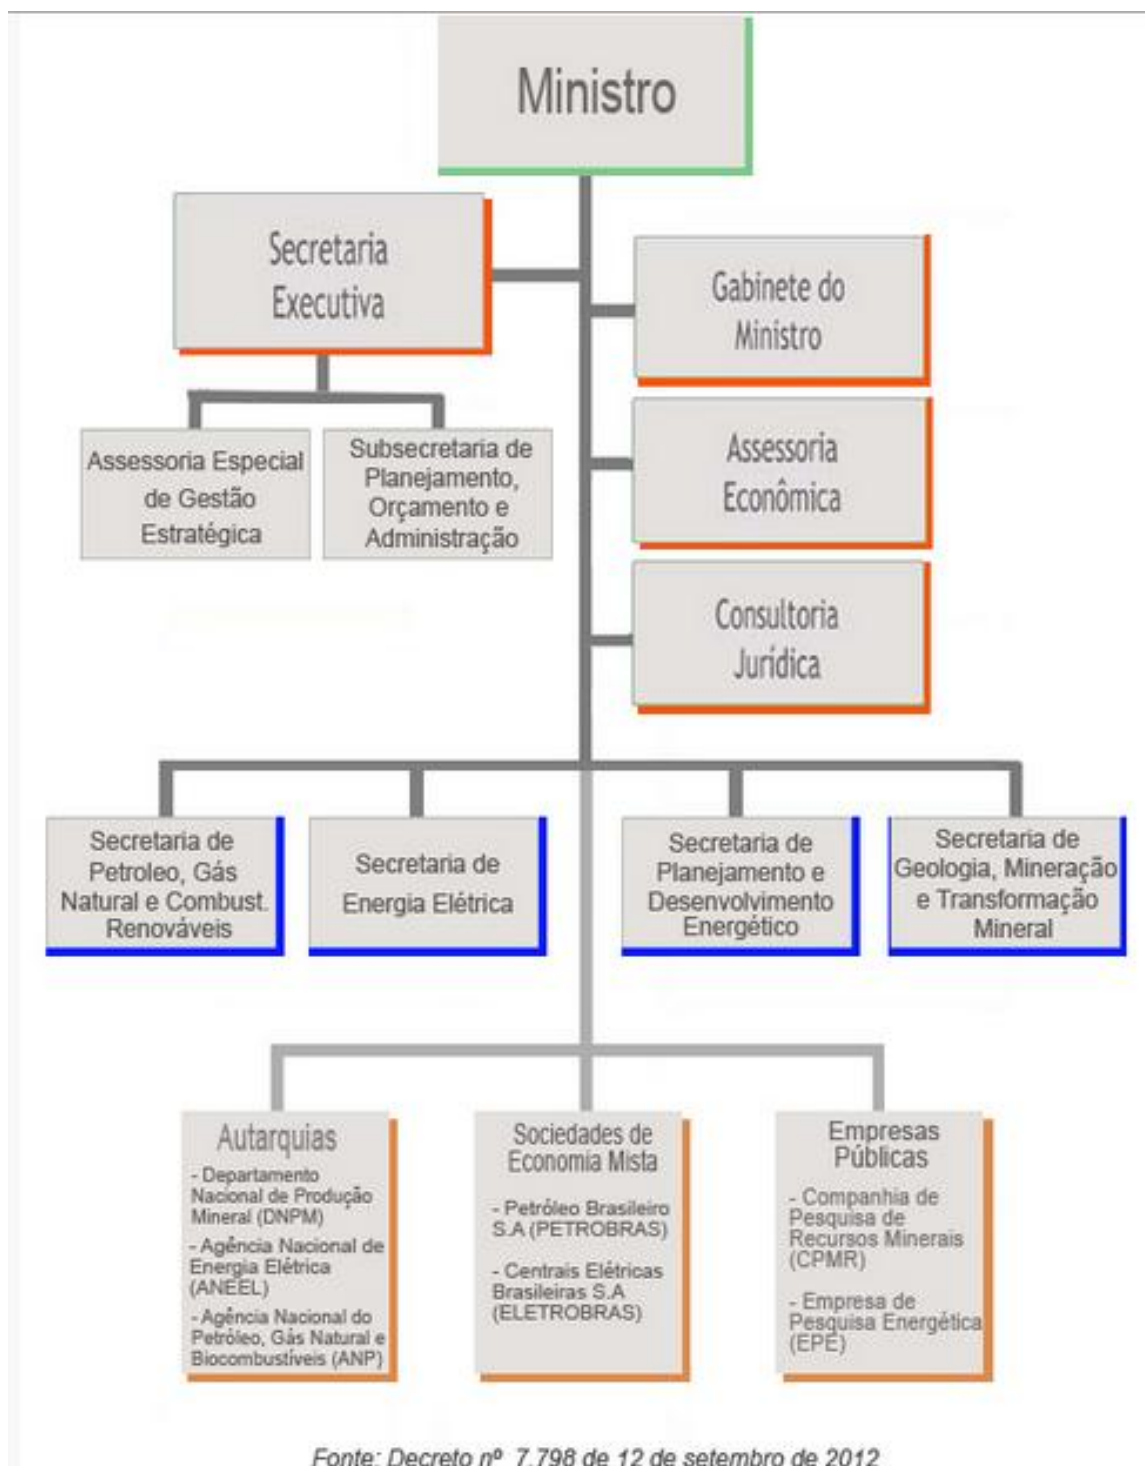 Ministro
Secretaria
Executiva
Gabinete do
Ministro
Assessoria Especial
de Gestão
Estratégica
Subsecretaria de
Planejamento,
Orçamento e
Administração
Assessoria
Econômica
Consultoria
Jurídica
Secretaria de
Petroleo, Gás
Natural e Combust.
Renováveis
Secretaria de
Energia Elétrica
Secretaria de
Planejamento e
Desenvolvimento
Energético
Secretaria de
Geologia, Mineração
e Transformação
Mineral
Autarquias
- Departamento
Nacional de Produção
Mineral (DNPM)
- Agência Nacional de
Energia Elétrica
(ANEEL)
- Agência Nacional do
Petróleo, Gás Natural e
Biocombustíveis (ANP)
Sociedades de
Economia Mista
- Petróleo Brasileiro
S.A (PETROBRAS)
- Centrais Elétricas
Brasileiras S.A
(ELETROBRAS)
Empresas
Públicas
- Companhia de
Pesquisa de
Recursos Minerais
(CPMR)
- Empresa de
Pesquisa Energética
(EPE)
Fonte: Decreto nº 7.798 de 12 de setembro de 2012